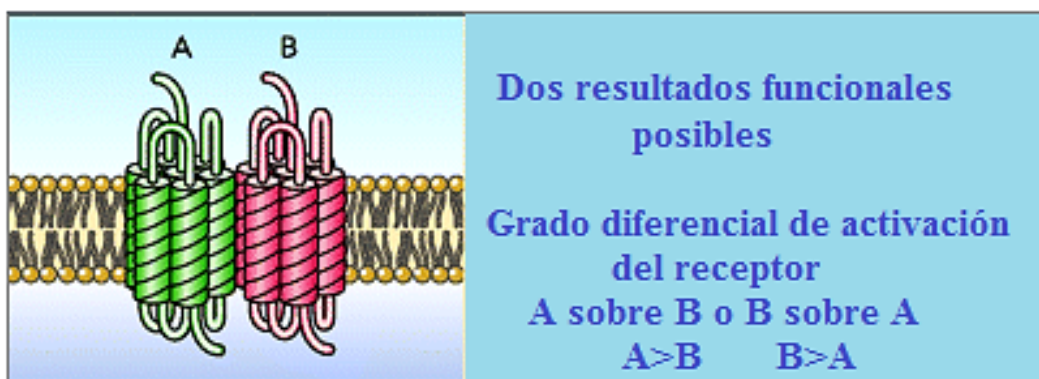 A B
Dos resultados funcionales
posibles
Grado diferencial de activación
del receptor
A sobre B o B sobre A
A>B B>A